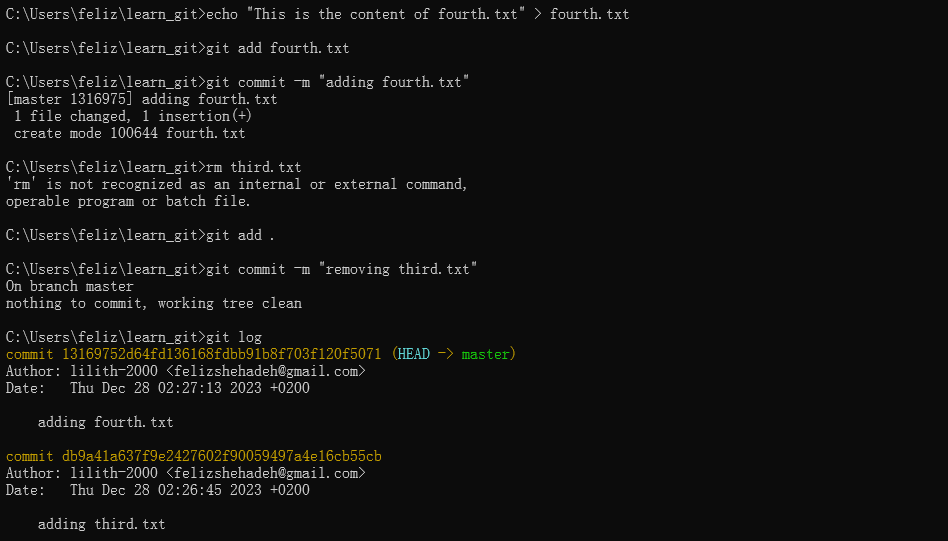 C:\Users\feliz\learn_git>echo "This is the content of fourth.txt" > fourth.txt
C:\Users\feliz\learn_git>git add fourth.txt
C:\Users\feliz\learn_git>git commit -m "adding fourth.txt"
[master 1316975] adding fourth.txt
 1 file changed, 1 insertion(+)
 create mode 100644 fourth.txt
C:\Users\feliz\learn_git>rm third.txt
'rm' is not recognized as an internal or external command,
operable program or batch file.
C:\Users\feliz\learn_git>git add .
C:\Users\feliz\learn_git>git commit -m "removing third.txt"
On branch master
nothing to commit, working tree clean
C:\Users\feliz\learn_git>git log
commit 13169752d64fd136168fdbb91b8f703f120f5071 (HEAD -> master)
Author: lilith-2000 <felizshehadeh@gmail.com>
Date:   Thu Dec 28 02:27:13 2023 +0200
    adding fourth.txt
commit db9a41a637f9e2427602f90059497a4e16cb55cb
Author: lilith-2000 <felizshehadeh@gmail.com>
Date:   Thu Dec 28 02:26:45 2023 +0200
    adding third.txt